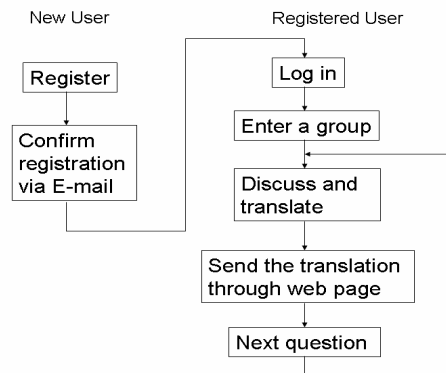 New User
Register
Confirm
registration
via E-mail
Registered User
Log in
Enter a group
Discuss and
translate
Send the translation
through web page
Next question